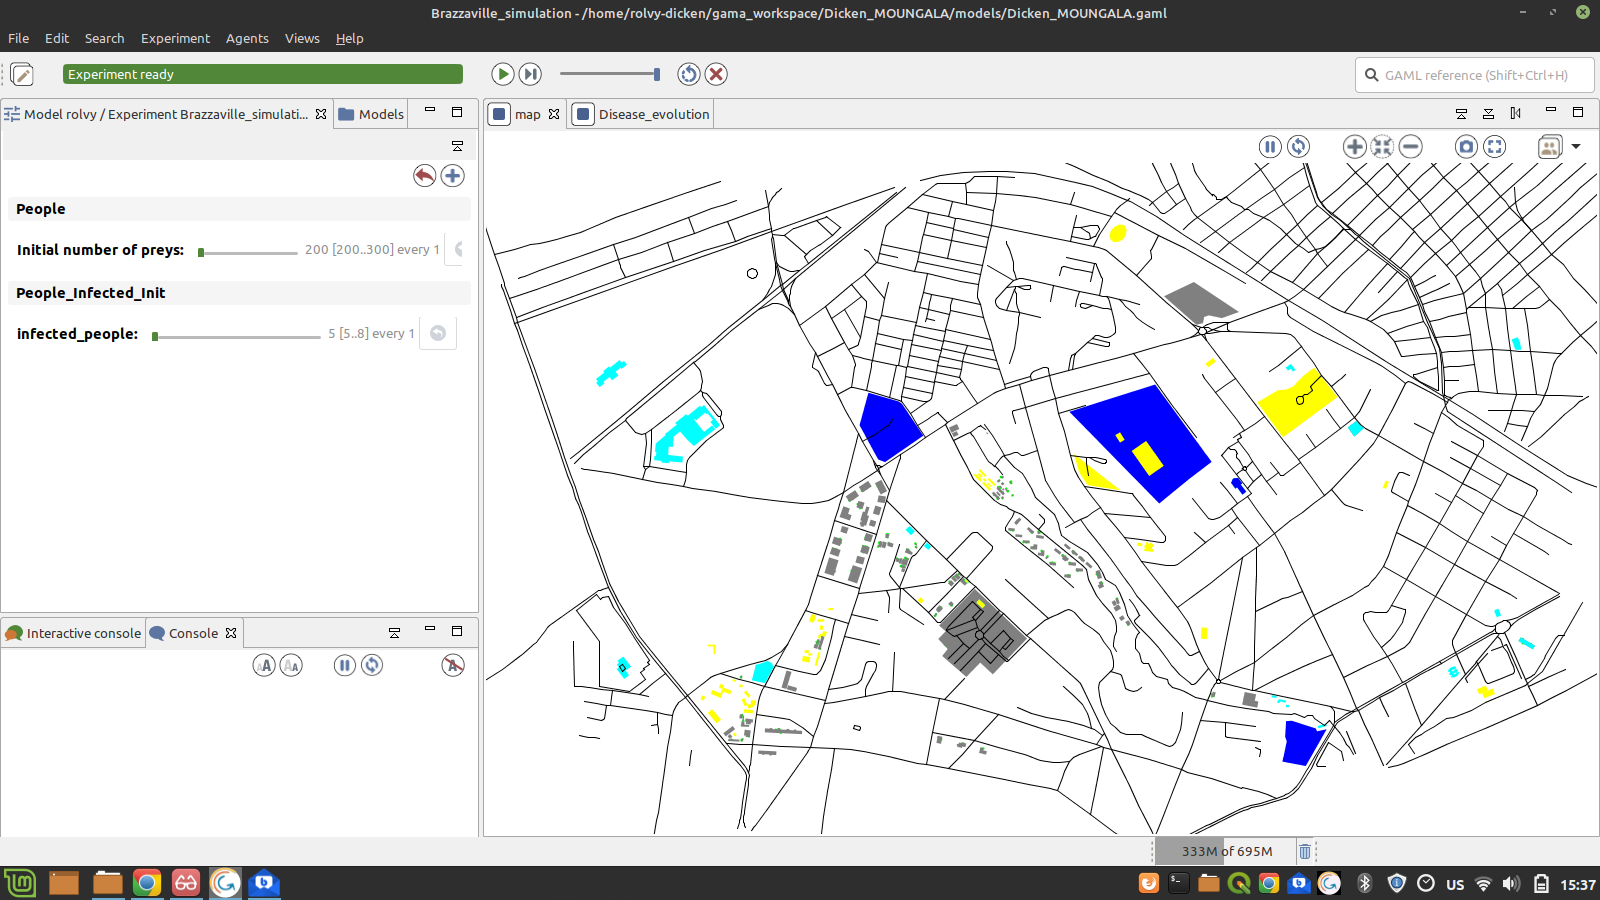 Brazzaville_simulation - /home/rolvy-dicken/gama_workspace/Dicken_MOUNGALA/models/Dicken_MOUNGALA.gaml
File Edit Search Experiment Agents Views Help
Experiment ready
GAML reference (Shift+Ctrl+H)
Model rolvy / Experiment Brazzaville_simulati...
Models
map
Disease_evolution
People
Initial number of preys: 200 [200..300] every 1
People_Infected_Init
infected_people: 5 [5..8] every 1
Interactive console
Console
333M of 695M
US
15:37